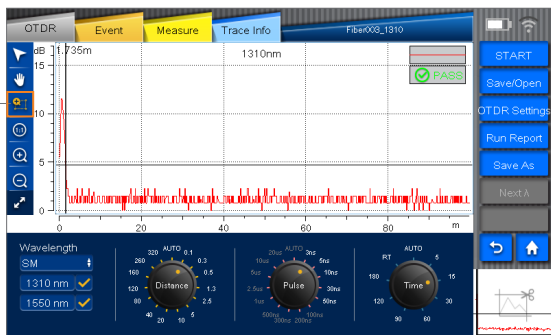 OTDR
Event
Measure
Trace Info
Fiber003_1310
dB
1.735m
1310nm
PASS
15
10
5
0
0
20
40
60
80
m
1:1
START
Save/Open
OTDR Settings
Run Report
Save As
Next λ
Wavelength
SM
1310 nm
1550 nm
AUTO
320
0.1
260
0.3
160
0.5
120
1.3
80
2.5
40
20
10
5
Distance
AUTO
20us
3ns
10us
5ns
5us
10ns
2.5us
30ns
1us
50ns
500ns
100ns
300ns
200ns
Pulse
AUTO
RT
5
180
15
120
30
90
60
Time